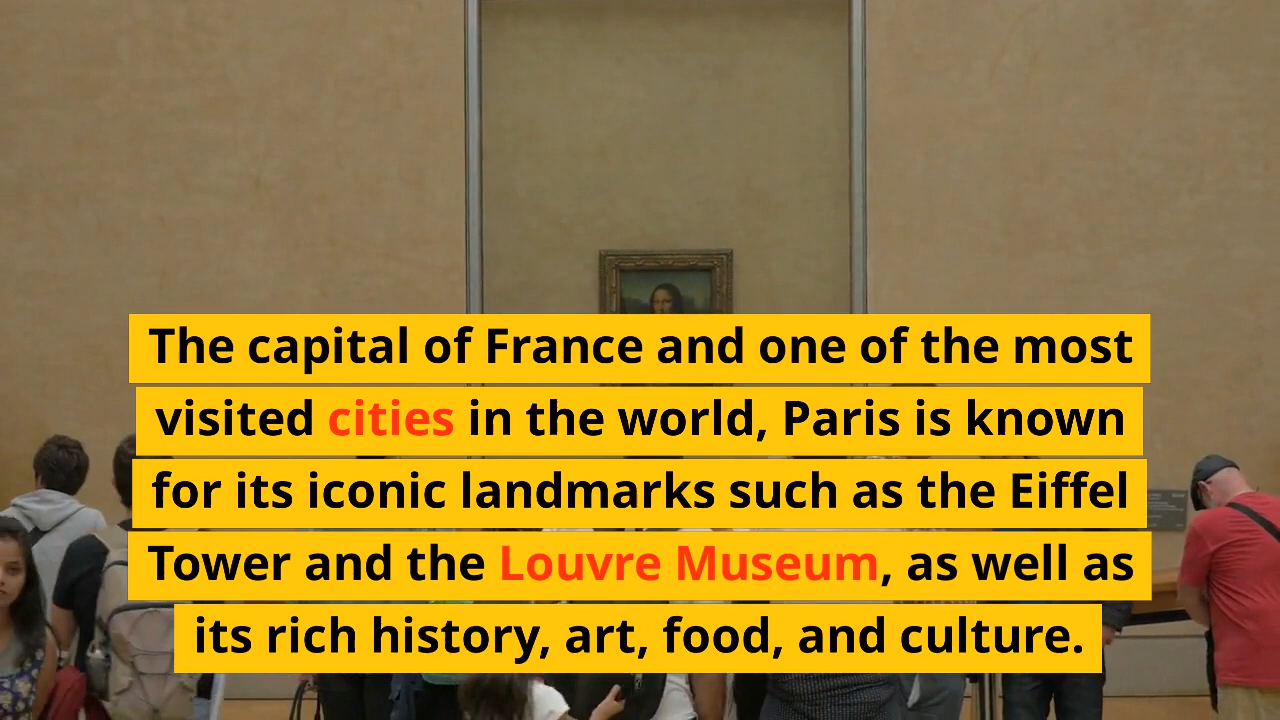 The capital of France and one of the most
visited cities in the world, Paris is known
for its iconic landmarks such as the Eiffel
Tower and the Louvre Museum, as well as
its rich history, art, food, and culture.